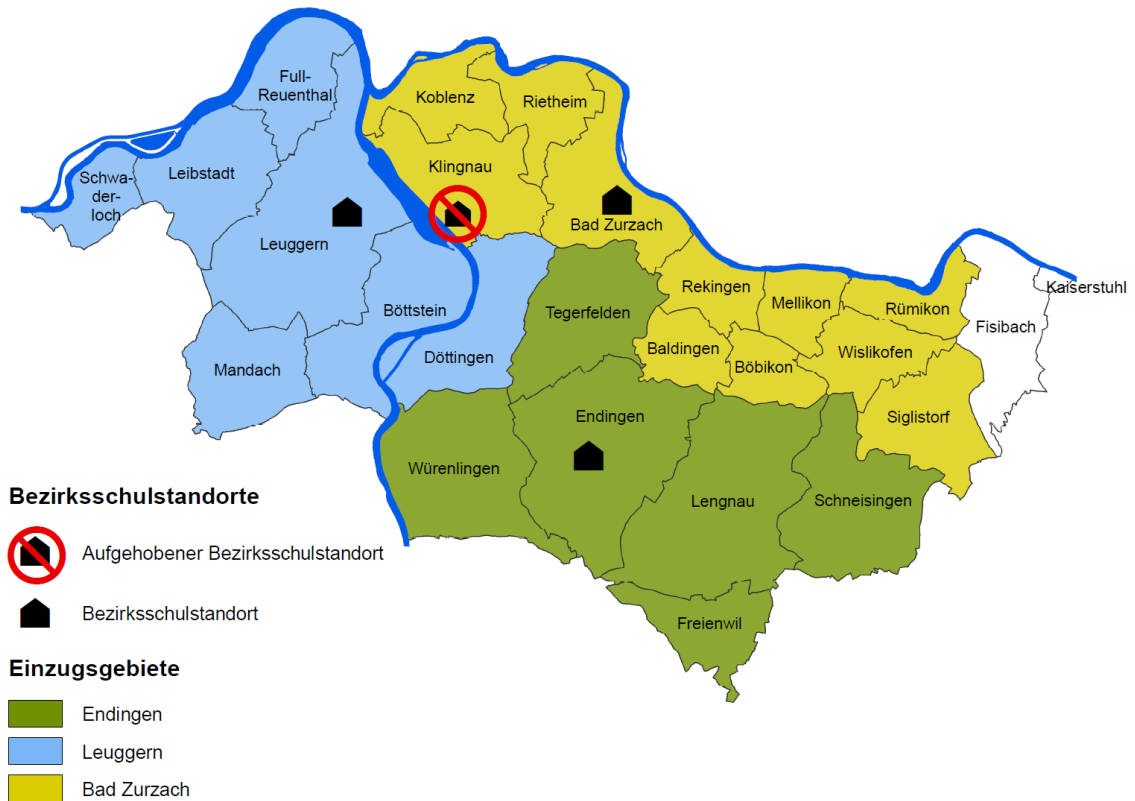 Full-
Reuenthal
Koblenz
Rietheim
Klingnau
Schwa-
der-
loch
Leibstadt
Leuggern
Bad Zurzach
Kaiserstuhl
Rekingen
Mellikon
Rümikon
Fisibach
Böttstein
Tegerfelden
Baldingen
Böbikon
Wislikofen
Mandach
Döttingen
Endingen
Siglistorf
Würenlingen
Lengnau
Schneisingen
Freienwil
Bezirksschulstandorte
Aufgehobener Bezirksschulstandort
Bezirksschulstandort
Einzugsgebiete
Endingen
Leuggern
Bad Zurzach